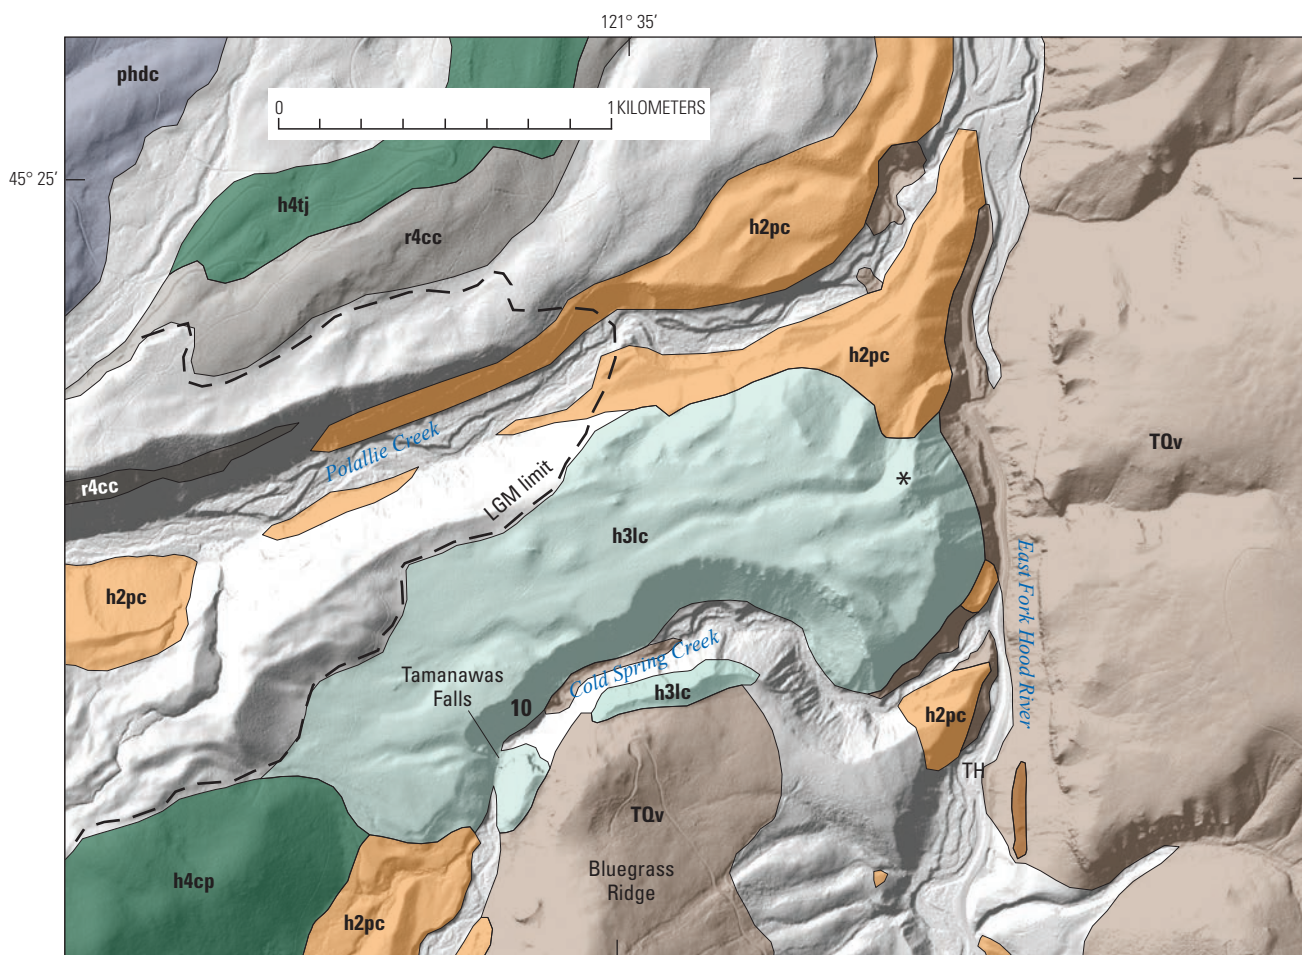 121° 35′
phdc
0
1 KILOMETERS
45° 25′
h4tj
r4cc
h2pc
h2pc
TQv
Polallie Creek
r4cc
LGM limit
*
h3lc
East Fork Hood River
h2pc
Tamanawas
Falls
Cold Spring Creek
h3lc
10
h2pc
TH
TQv
Bluegrass
Ridge
h4cp
h2pc